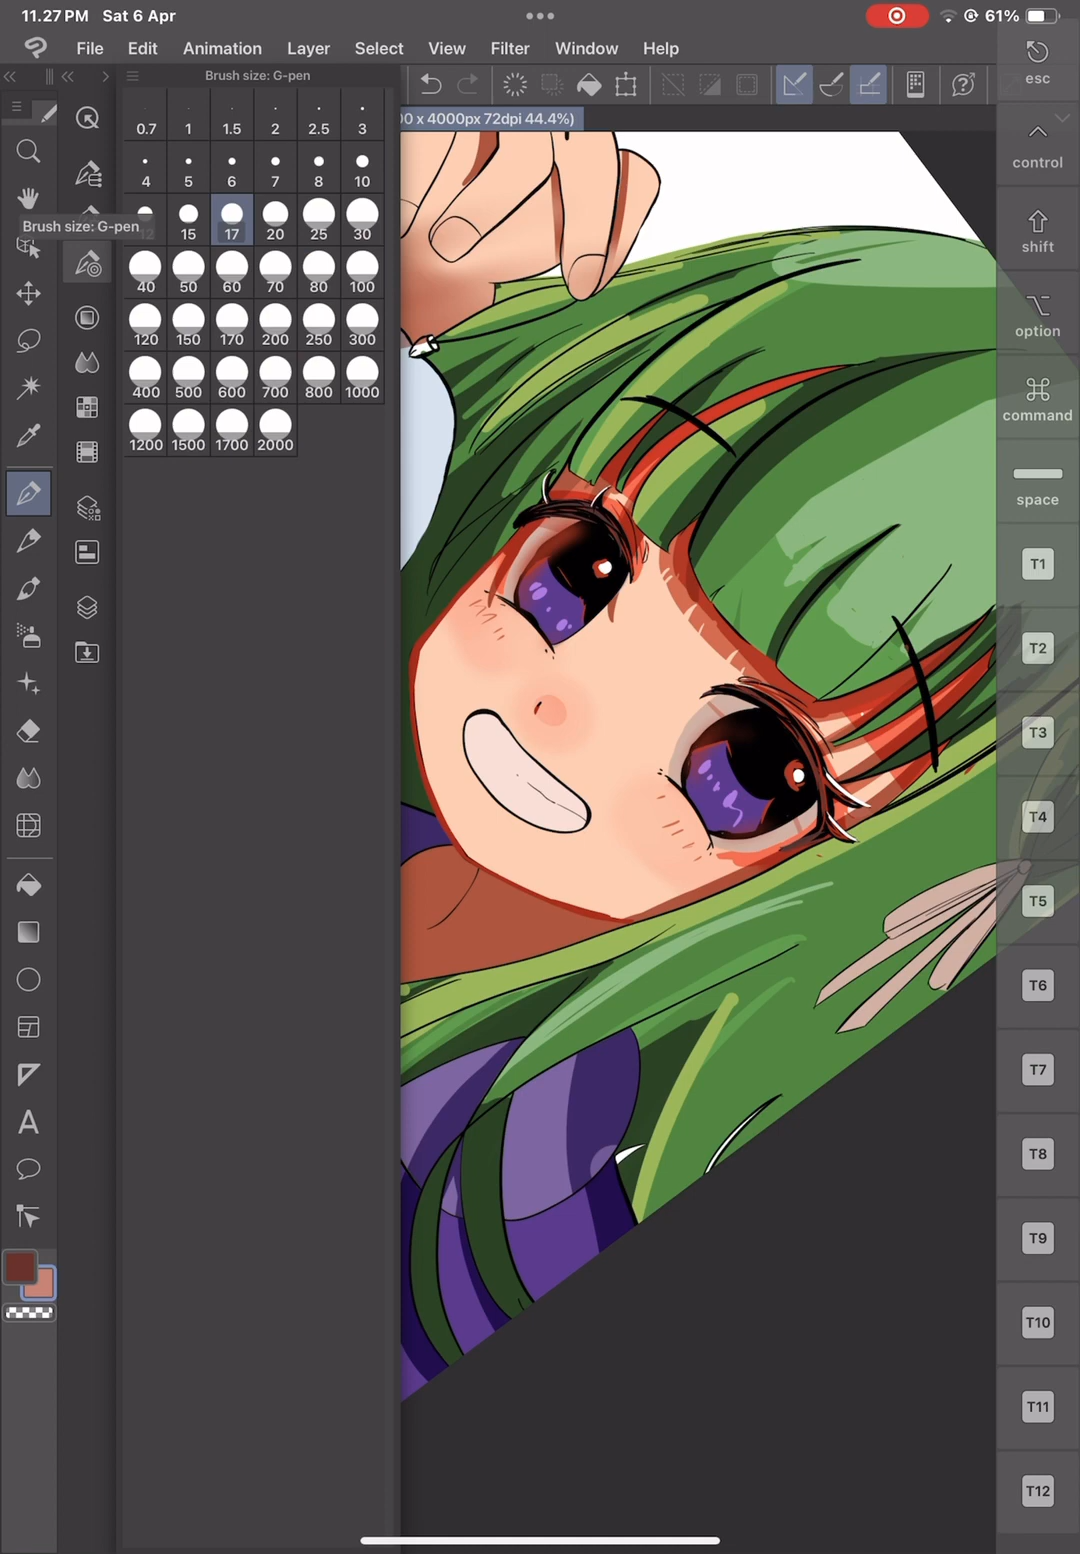 11.27 PM Sat 6 Apr
61%
File Edit Animation Layer Select View Filter Window Help
Brush size: G-pen
00 x 4000px 72dpi 44.4%)
0.7 1 1.5 2 2.5 3
4 5 6 7 8 10
12 15 17 20 25 30
Brush size: G-pen
40 50 60 70 80 100
120 150 170 200 250 300
400 500 600 700 800 1000
1200 1500 1700 2000
A
esc
control
shift
option
command
space
T1
T2
T3
T4
T5
T6
T7
T8
T9
T10
T11
T12